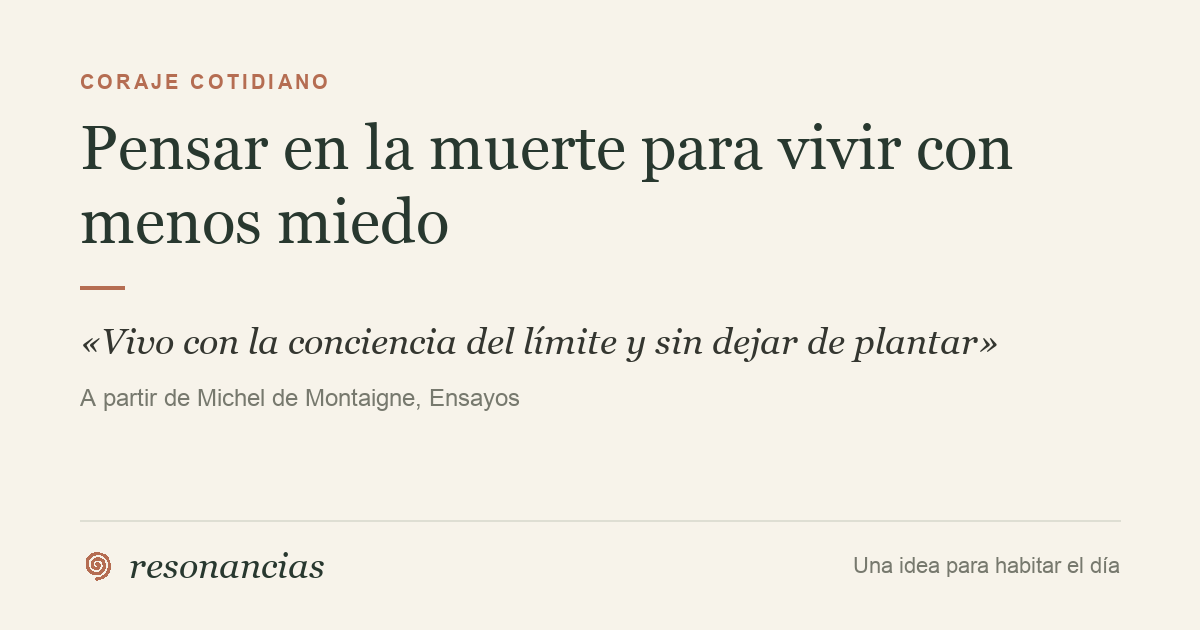 CORAJE COTIDIANO
Pensar en la muerte para vivir con
menos miedo
«Vivo con la conciencia del límite y sin dejar de plantar»
A partir de Michel de Montaigne, Ensayos
resonancias
Una idea para habitar el día